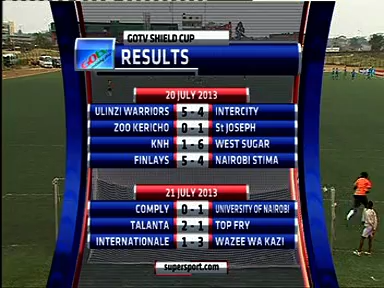 GOTV SHIELD CUP
GOtv
RESULTS
20 JULY 2013
ULINZI WARRIORS 5 - 4 INTERCITY
ZOO KERICHO 0 - 1 St JOSEPH
KNH 1 - 6 WEST SUGAR
FINLAYS 5 - 4 NAIROBI STIMA
21 JULY 2013
COMPLY 0 - 1 UNIVERSITY OF NAIROBI
TALANTA 2 - 1 TOP FRY
INTERNATIONALE 1 - 3 WAZEE WA KAZI
supersport.com